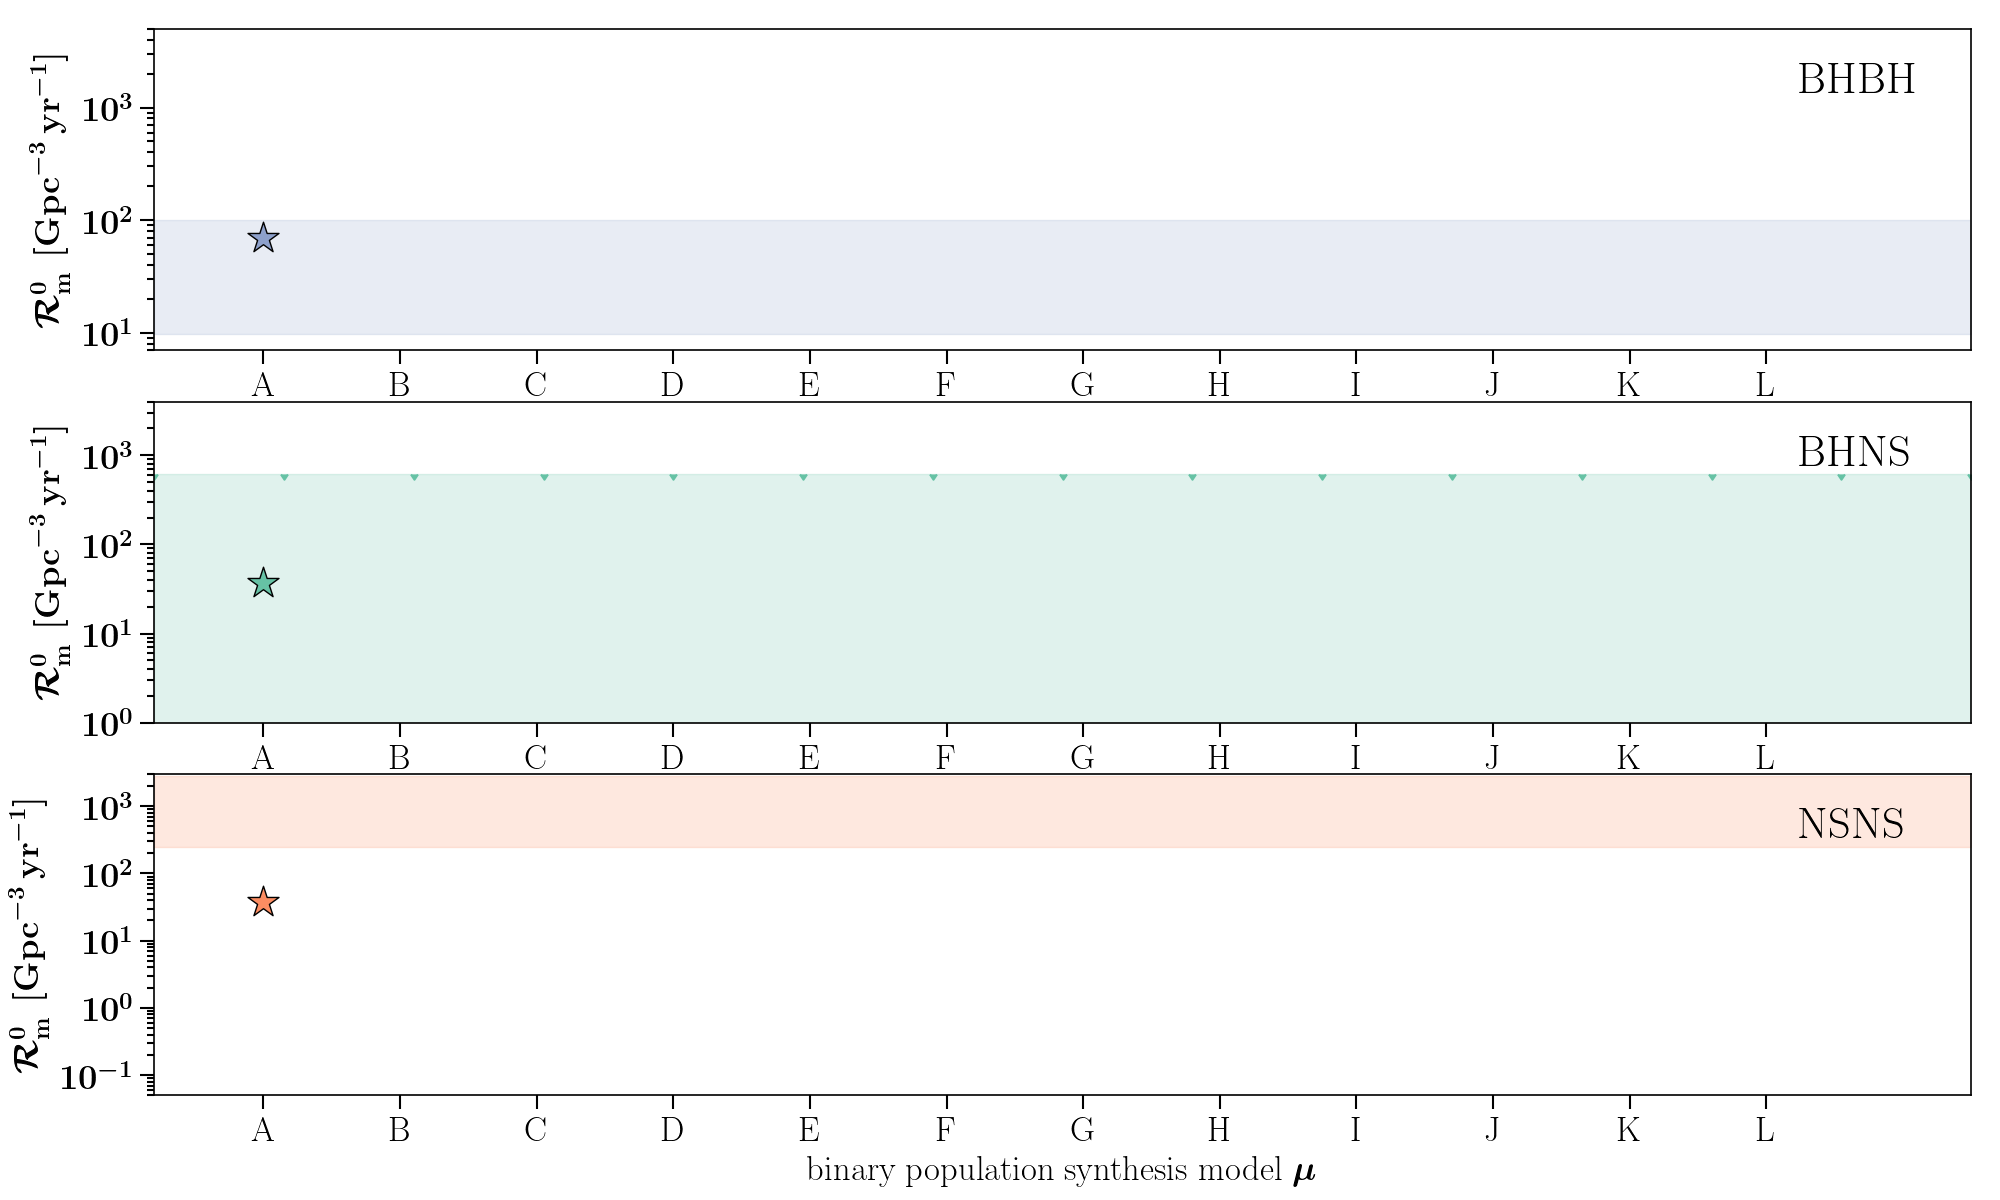 BHBH
𝓡⁰ₘ [Gpc⁻³ yr⁻¹]
10³
10²
10¹
A B C D E F G H I J K L
BHNS
𝓡⁰ₘ [Gpc⁻³ yr⁻¹]
10³
10²
10¹
10⁰
A B C D E F G H I J K L
NSNS
𝓡⁰ₘ [Gpc⁻³ yr⁻¹]
10³
10²
10¹
10⁰
10⁻¹
A B C D E F G H I J K L
binary population synthesis model μ